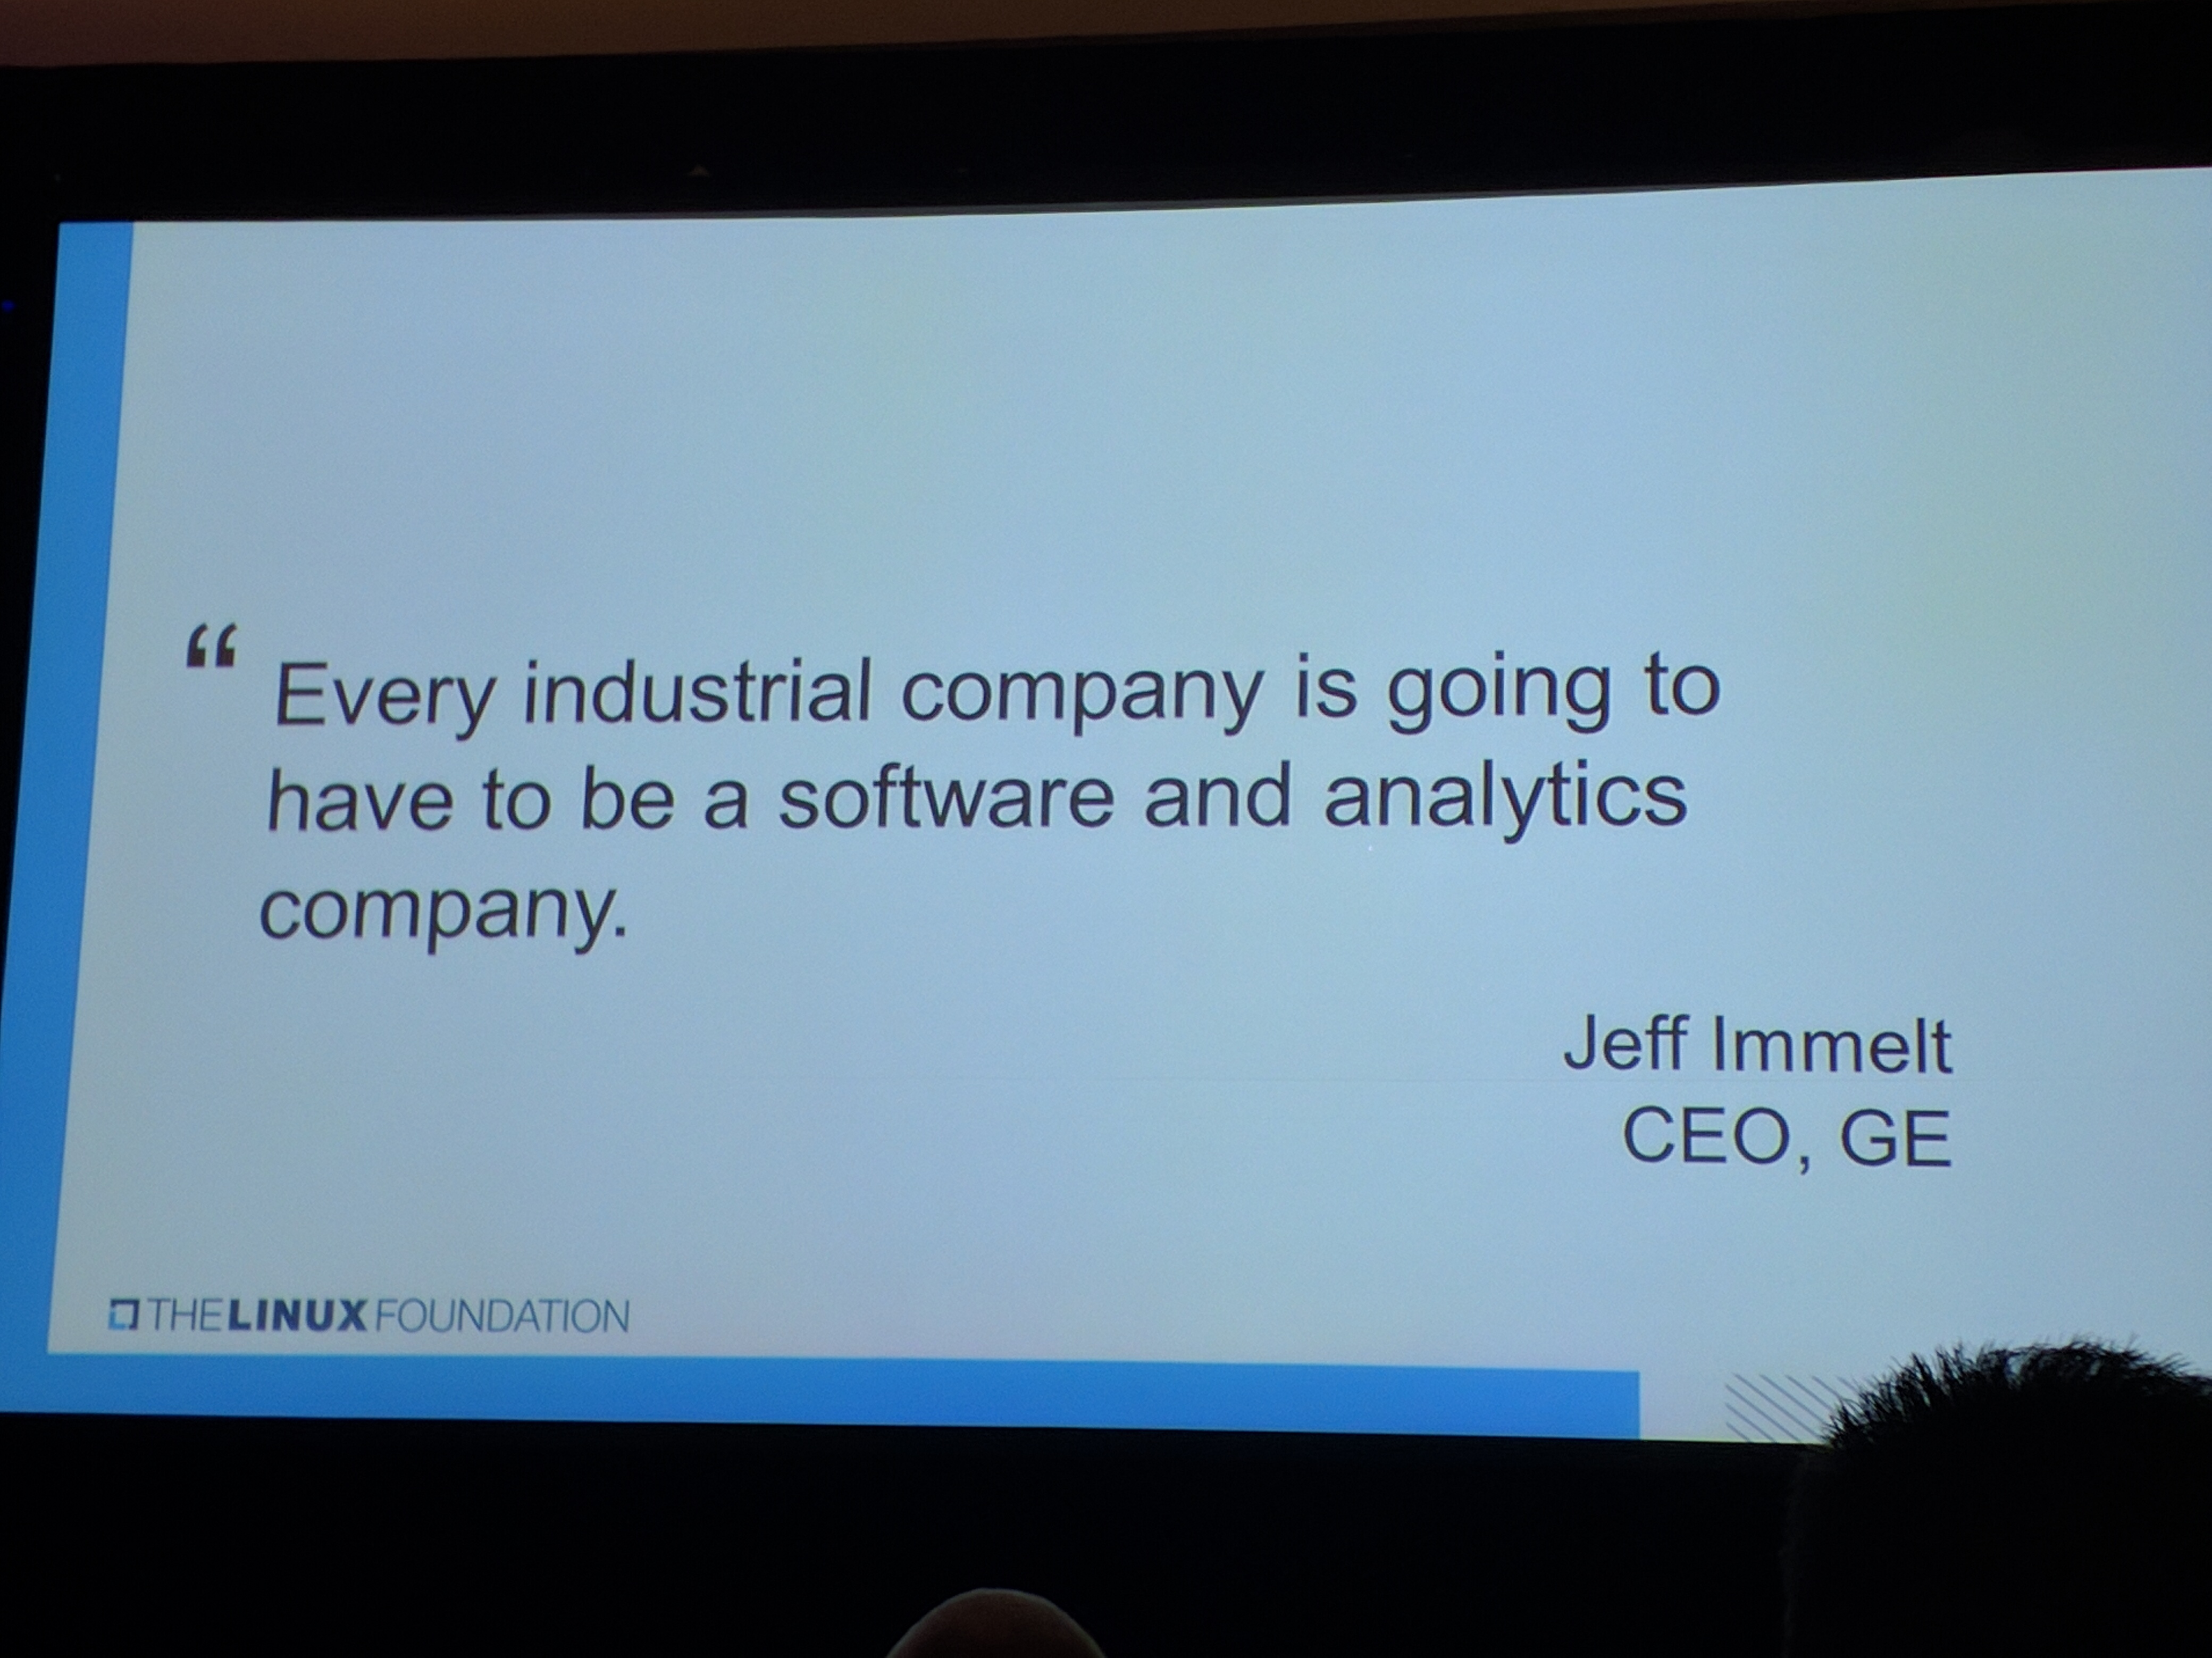 “ Every industrial company is going to
have to be a software and analytics
company.
Jeff Immelt
CEO, GE
THE LINUX FOUNDATION